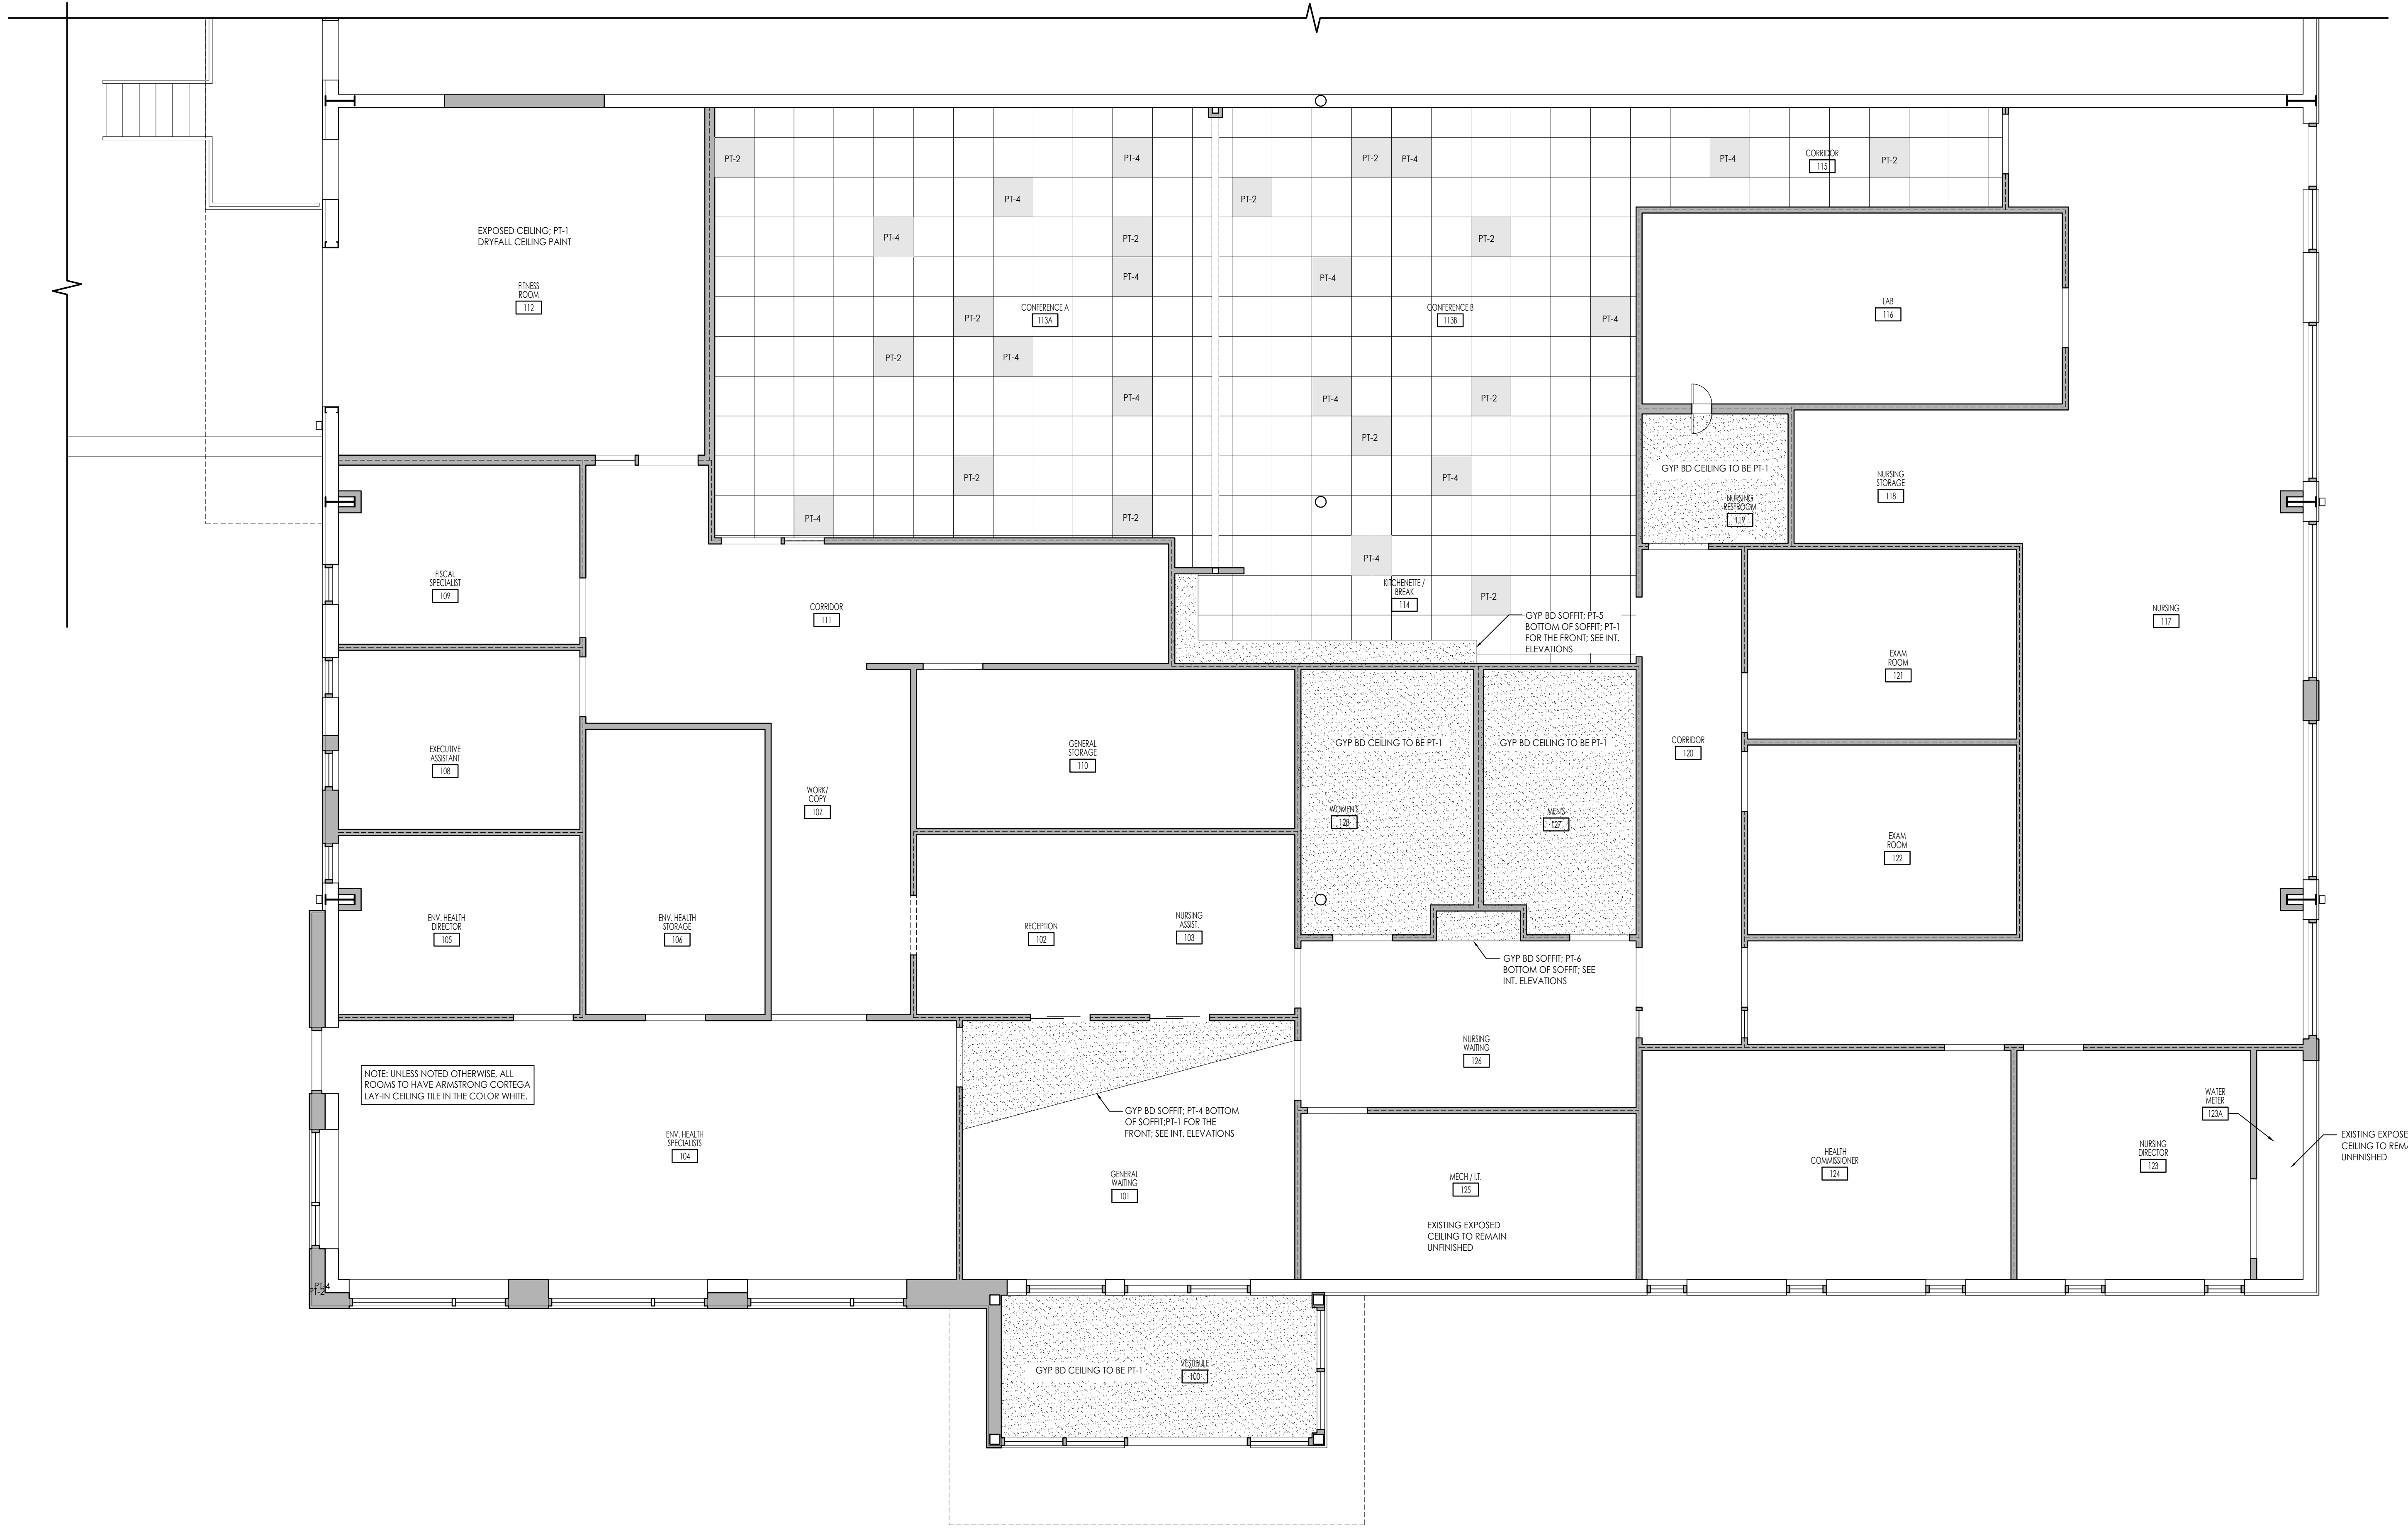 PT-2
PT-4
PT-2
PT-4
PT-4
CORRIDOR
115
PT-2
PT-4
PT-2
EXPOSED CEILING; PT-1
DRYFALL CEILING PAINT
PT-4
PT-2
PT-2
PT-4
PT-4
FITNESS
ROOM
112
PT-2
CONFERENCE A
113A
CONFERENCE B
113B
PT-4
LAB
116
PT-2
PT-4
PT-4
PT-4
PT-2
PT-2
PT-2
PT-4
GYP BD CEILING TO BE PT-1
NURSING
STORAGE
118
NURSING
RESTROOM
119
PT-4
PT-2
PT-4
FISCAL
SPECIALIST
109
KITCHENETTE /
BREAK
114
PT-2
CORRIDOR
111
GYP BD SOFFIT; PT-5
BOTTOM OF SOFFIT; PT-1
FOR THE FRONT; SEE INT.
ELEVATIONS
NURSING
117
EXAM
ROOM
121
EXECUTIVE
ASSISTANT
108
GENERAL
STORAGE
110
GYP BD CEILING TO BE PT-1
GYP BD CEILING TO BE PT-1
CORRIDOR
120
WORK/
COPY
107
WOMEN'S
128
MEN'S
127
EXAM
ROOM
122
ENV. HEALTH
DIRECTOR
105
ENV. HEALTH
STORAGE
106
RECEPTION
102
NURSING
ASSIST.
103
GYP BD SOFFIT; PT-6
BOTTOM OF SOFFIT; SEE
INT. ELEVATIONS
NURSING
WAITING
126
NOTE: UNLESS NOTED OTHERWISE, ALL
ROOMS TO HAVE ARMSTRONG CORTEGA
LAY-IN CEILING TILE IN THE COLOR WHITE.
GYP BD SOFFIT; PT-4 BOTTOM
OF SOFFIT;PT-1 FOR THE
FRONT; SEE INT. ELEVATIONS
WATER
METER
123A
ENV. HEALTH
SPECIALISTS
104
EXISTING EXPOSE
CEILING TO REMA
UNFINISHED
GENERAL
WAITING
101
MECH / I.T.
125
HEALTH
COMMISSIONER
124
NURSING
DIRECTOR
123
EXISTING EXPOSED
CEILING TO REMAIN
UNFINISHED
PT-4
PT-2
GYP BD CEILING TO BE PT-1
VESTIBULE
100